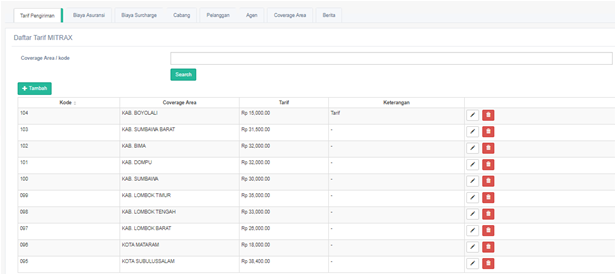 Tarif Pengiriman Biaya Asuransi Biaya Surcharge Cabang Pelanggan Agen Coverage Area Berita
Daftar Tarif MITRAX
Coverage Area / kode
Search
+ Tambah
Kode Coverage Area Tarif Keterangan
104 KAB. BOYOLALI Rp 15,000.00 Tarif
103 KAB. SUMBAWA BARAT Rp 31,500.00 -
102 KAB. BIMA Rp 32,000.00 -
101 KAB. DOMPU Rp 32,000.00 -
100 KAB. SUMBAWA Rp 30,000.00 -
099 KAB. LOMBOK TIMUR Rp 35,000.00 -
098 KAB. LOMBOK TENGAH Rp 33,000.00 -
097 KAB. LOMBOK BARAT Rp 25,000.00 -
096 KOTA MATARAM Rp 18,000.00 -
095 KOTA SUBULUSSALAM Rp 38,400.00 -